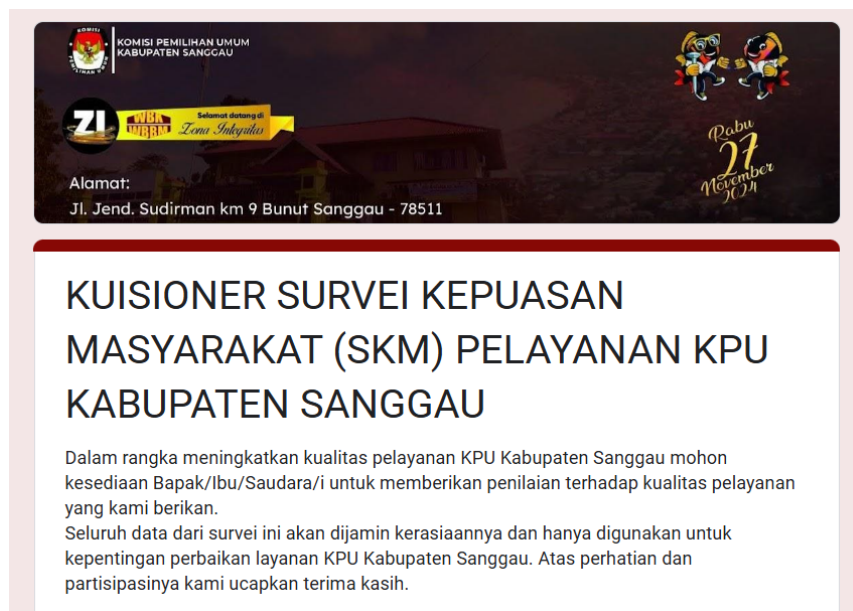 KOMISI PEMILIHAN UMUM
KABUPATEN SANGGAU
ZI
WBK
WBBM
Selamat datang di
Zona Integritas
Rabu
27
November
2024
Alamat:
Jl. Jend. Sudirman km 9 Bunut Sanggau - 78511
KUISIONER SURVEI KEPUASAN
MASYARAKAT (SKM) PELAYANAN KPU
KABUPATEN SANGGAU
Dalam rangka meningkatkan kualitas pelayanan KPU Kabupaten Sanggau mohon
kesediaan Bapak/Ibu/Saudara/i untuk memberikan penilaian terhadap kualitas pelayanan
yang kami berikan.
Seluruh data dari survei ini akan dijamin kerasiaannya dan hanya digunakan untuk
kepentingan perbaikan layanan KPU Kabupaten Sanggau. Atas perhatian dan
partisipasinya kami ucapkan terima kasih.